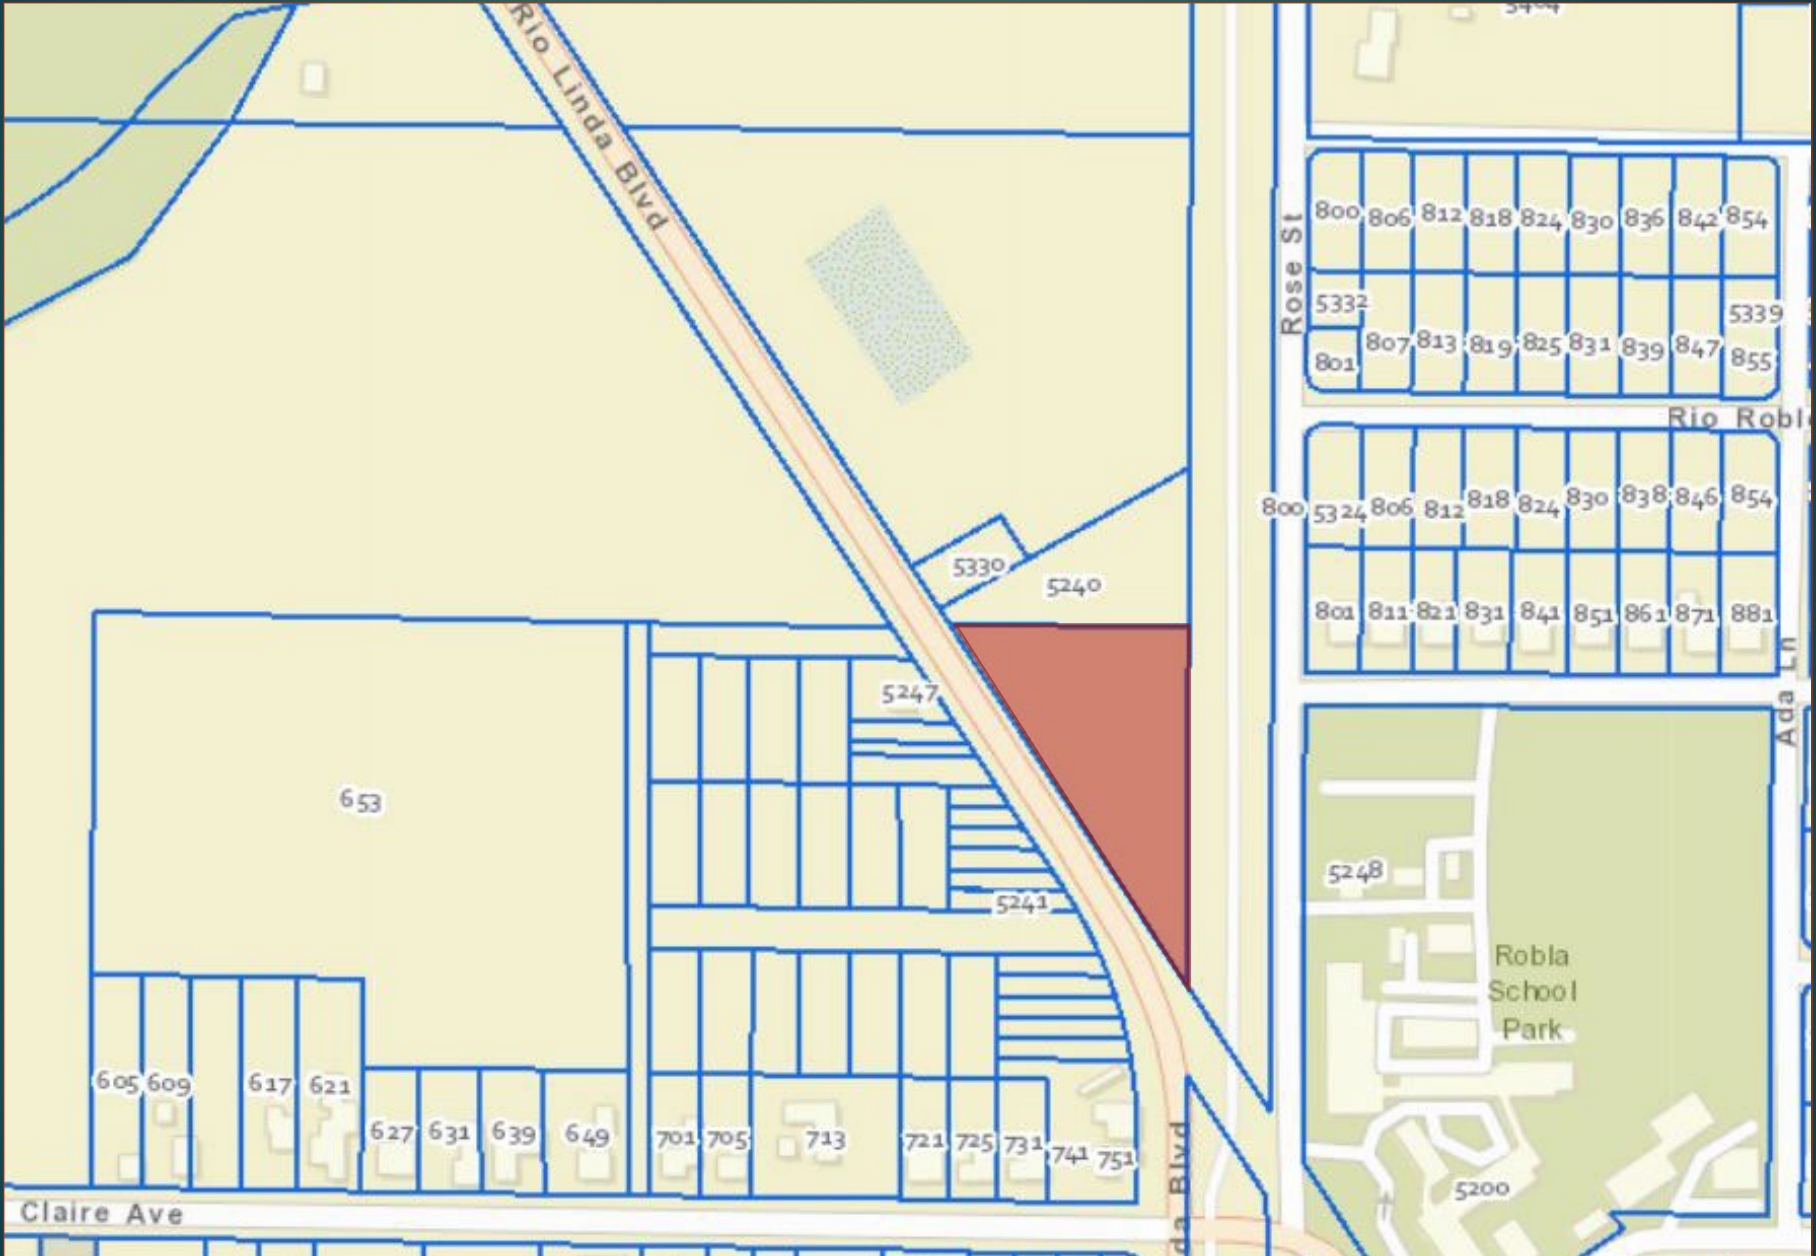 Rio Linda Blvd
Rose St
800 806 812 818 824 830 836 842 854
5332
5339
801 807 813 819 825 831 839 847 855
Rio Robl
800 5324 806 812 818 824 830 838 846 854
5330
5240
801 811 821 831 841 851 861 871 881
Ada Ln
5247
653
5248
5241
Robla
School
Park
605 609 617 621
627 631 639 649 701 705 713 721 725 731 741 751
5200
da Blvd
Claire Ave